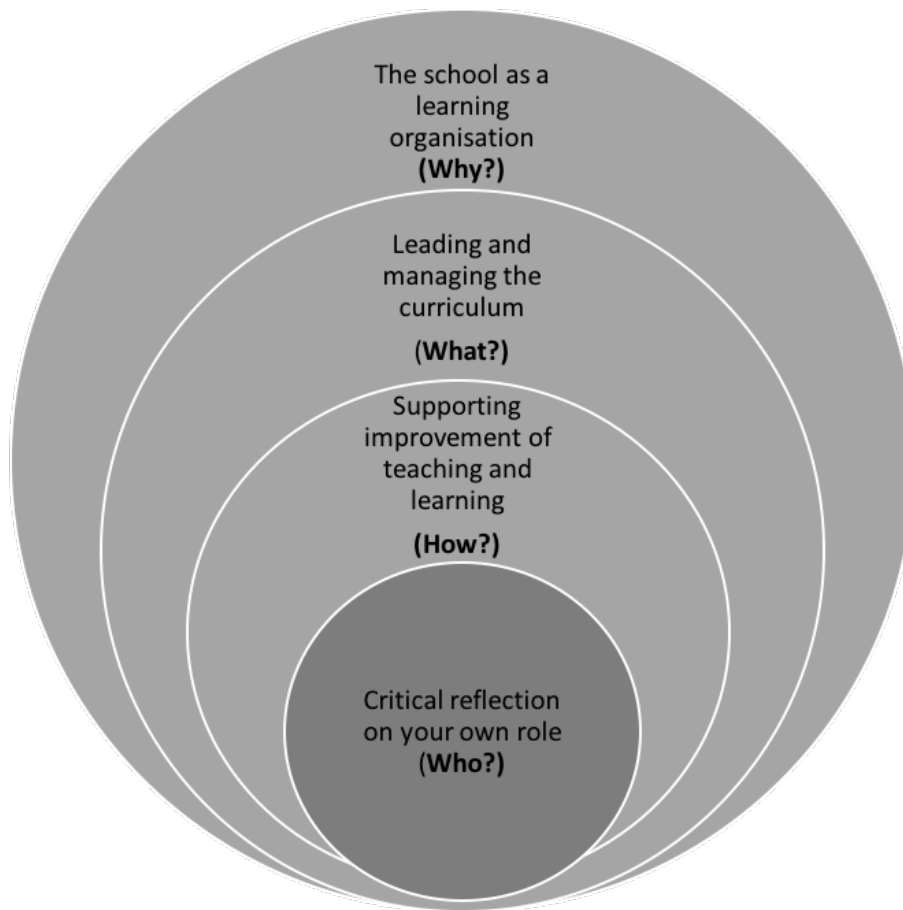 The school as a
learning
organisation
(Why?)
Leading and
managing the
curriculum
(What?)
Supporting
improvement of
teaching and
learning
(How?)
Critical reflection
on your own role
(Who?)